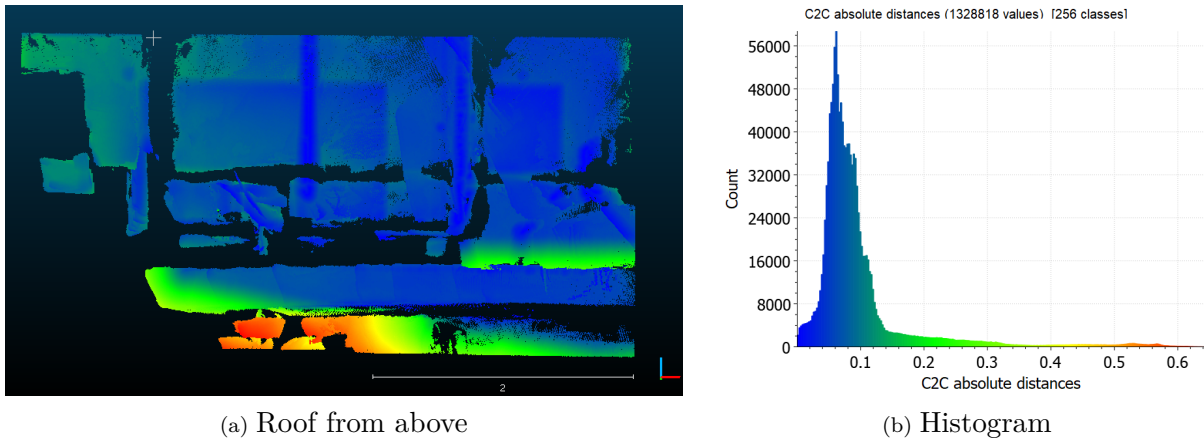 C2C absolute distances (1328818 values) [256 classes]
56000
48000
40000
32000
24000
16000
8000
0
Count
0.1 0.2 0.3 0.4 0.5 0.6
C2C absolute distances
2
(a) Roof from above
(b) Histogram